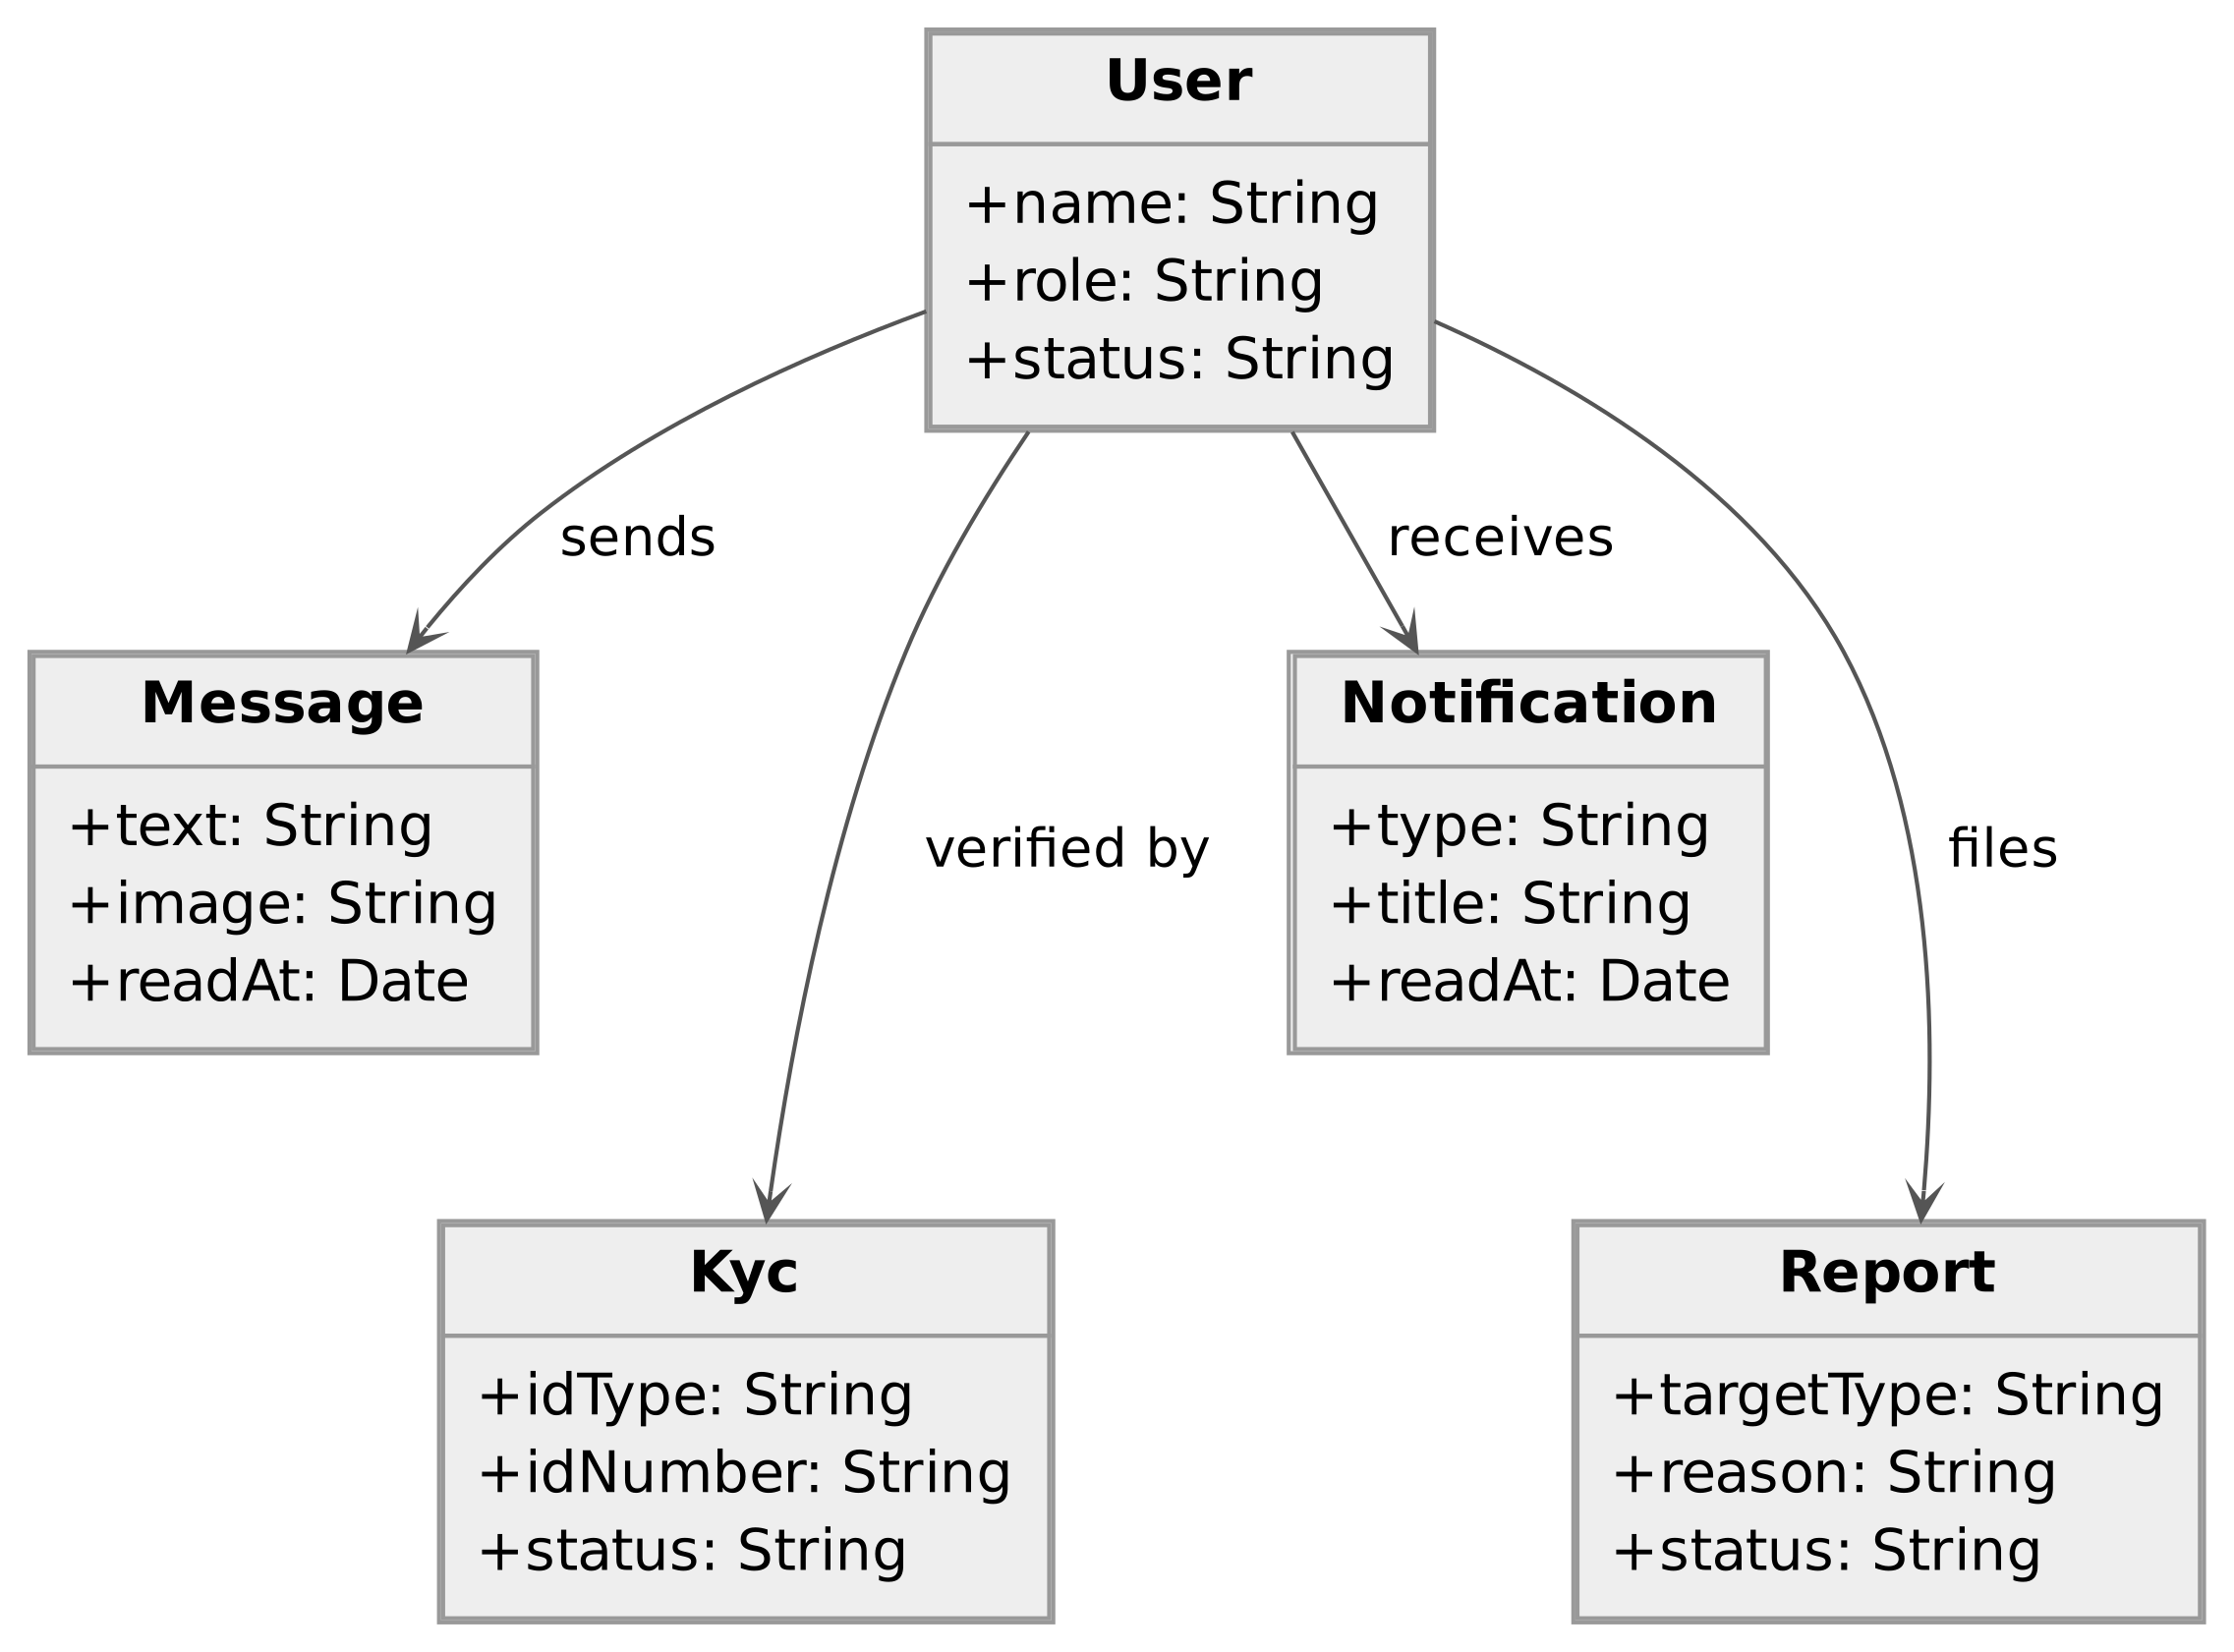 User
+name: String
+role: String
+status: String
sends
receives
Message
+text: String
+image: String
+readAt: Date
verified by
Notification
+type: String
+title: String
+readAt: Date
files
Kyc
+idType: String
+idNumber: String
+status: String
Report
+targetType: String
+reason: String
+status: String